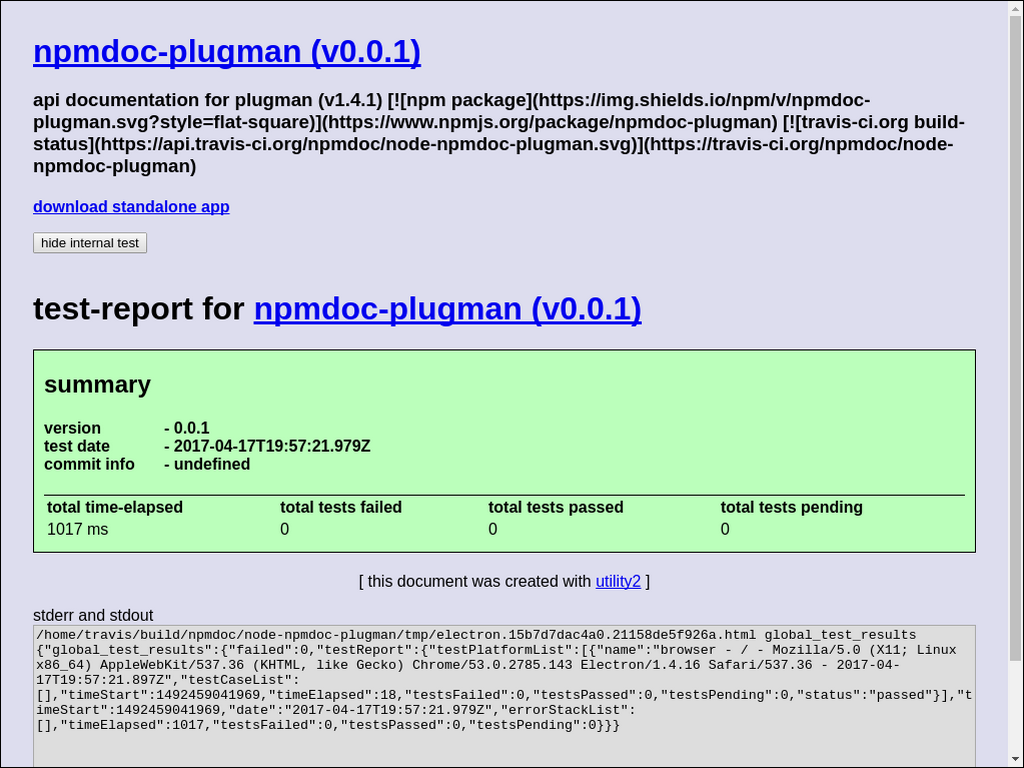 npmdoc-plugman (v0.0.1)
api documentation for plugman (v1.4.1) [![npm package](https://img.shields.io/npm/v/npmdoc-
plugman.svg?style=flat-square)](https://www.npmjs.org/package/npmdoc-plugman) [![travis-ci.org build-
status](https://api.travis-ci.org/npmdoc/node-npmdoc-plugman.svg)](https://travis-ci.org/npmdoc/node-
npmdoc-plugman)
download standalone app
hide internal test
test-report for npmdoc-plugman (v0.0.1)
summary
version - 0.0.1
test date - 2017-04-17T19:57:21.979Z
commit info - undefined
total time-elapsed total tests failed total tests passed total tests pending
1017 ms 0 0 0
[ this document was created with utility2 ]
stderr and stdout
/home/travis/build/npmdoc/node-npmdoc-plugman/tmp/electron.15b7d7dac4a0.21158de5f926a.html global_test_results
{"global_test_results":{"failed":0,"testReport":{"testPlatformList":[{"name":"browser - / - Mozilla/5.0 (X11; Linux
x86_64) AppleWebKit/537.36 (KHTML, like Gecko) Chrome/53.0.2785.143 Electron/1.4.16 Safari/537.36 - 2017-04-
17T19:57:21.897Z","testCaseList":
[],"timeStart":1492459041969,"timeElapsed":18,"testsFailed":0,"testsPassed":0,"testsPending":0,"status":"passed"}],"t
imeStart":1492459041969,"date":"2017-04-17T19:57:21.979Z","errorStackList":
[],"timeElapsed":1017,"testsFailed":0,"testsPassed":0,"testsPending":0}}}